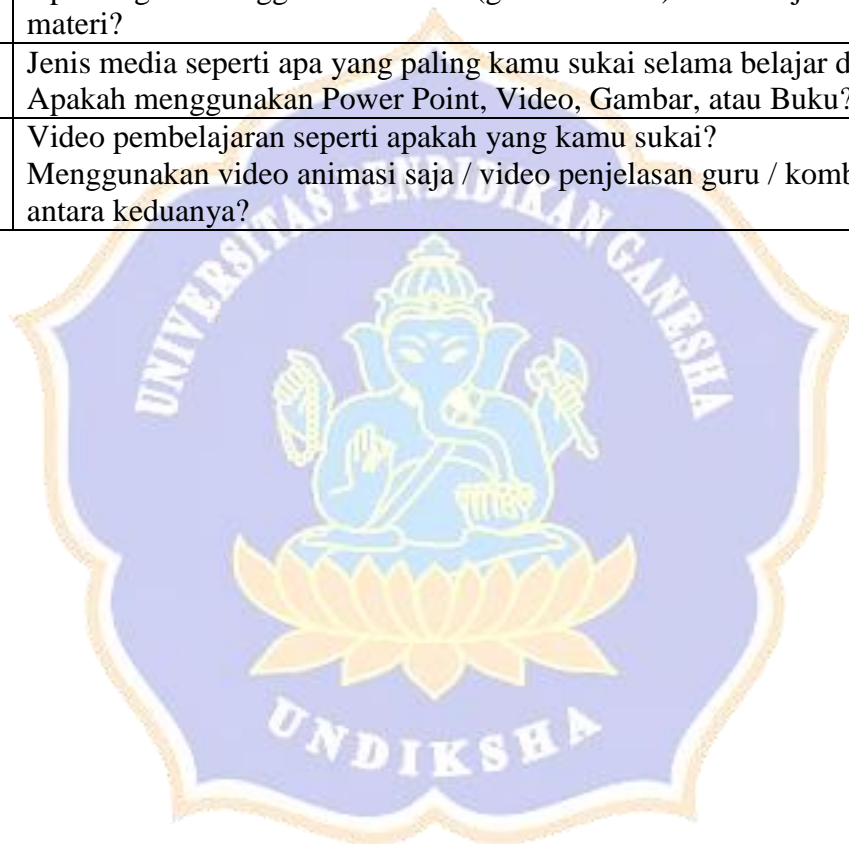 materi?
Jenis media seperti apa yang paling kamu sukai selama belajar
Apakah menggunakan Power Point, Video, Gambar, atau Buku?
Video pembelajaran seperti apakah yang kamu sukai?
Menggunakan video animasi saja / video penjelasan guru /
antara keduanya?
UNIVERSITAS PENDIDIKAN GANESHA
UNDIKSHA